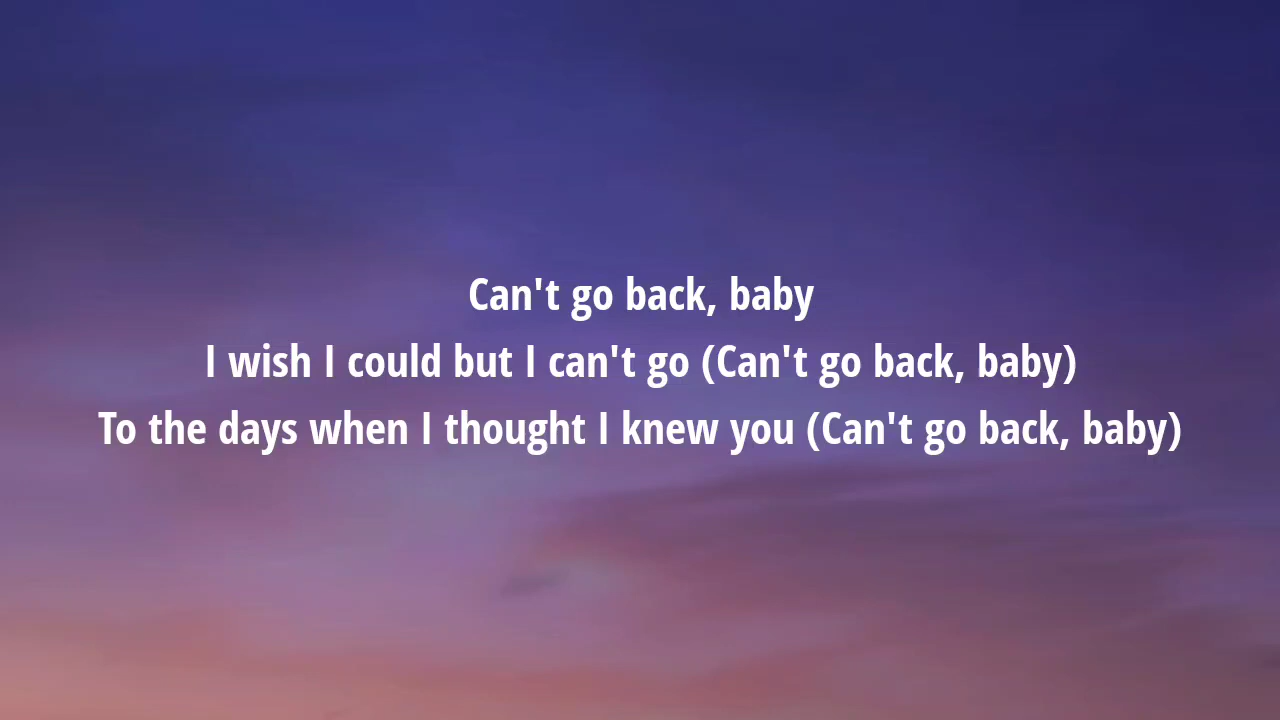 Can't go back, baby
I wish I could but I can't go (Can't go back, baby)
To the days when I thought I knew you (Can't go back, baby)